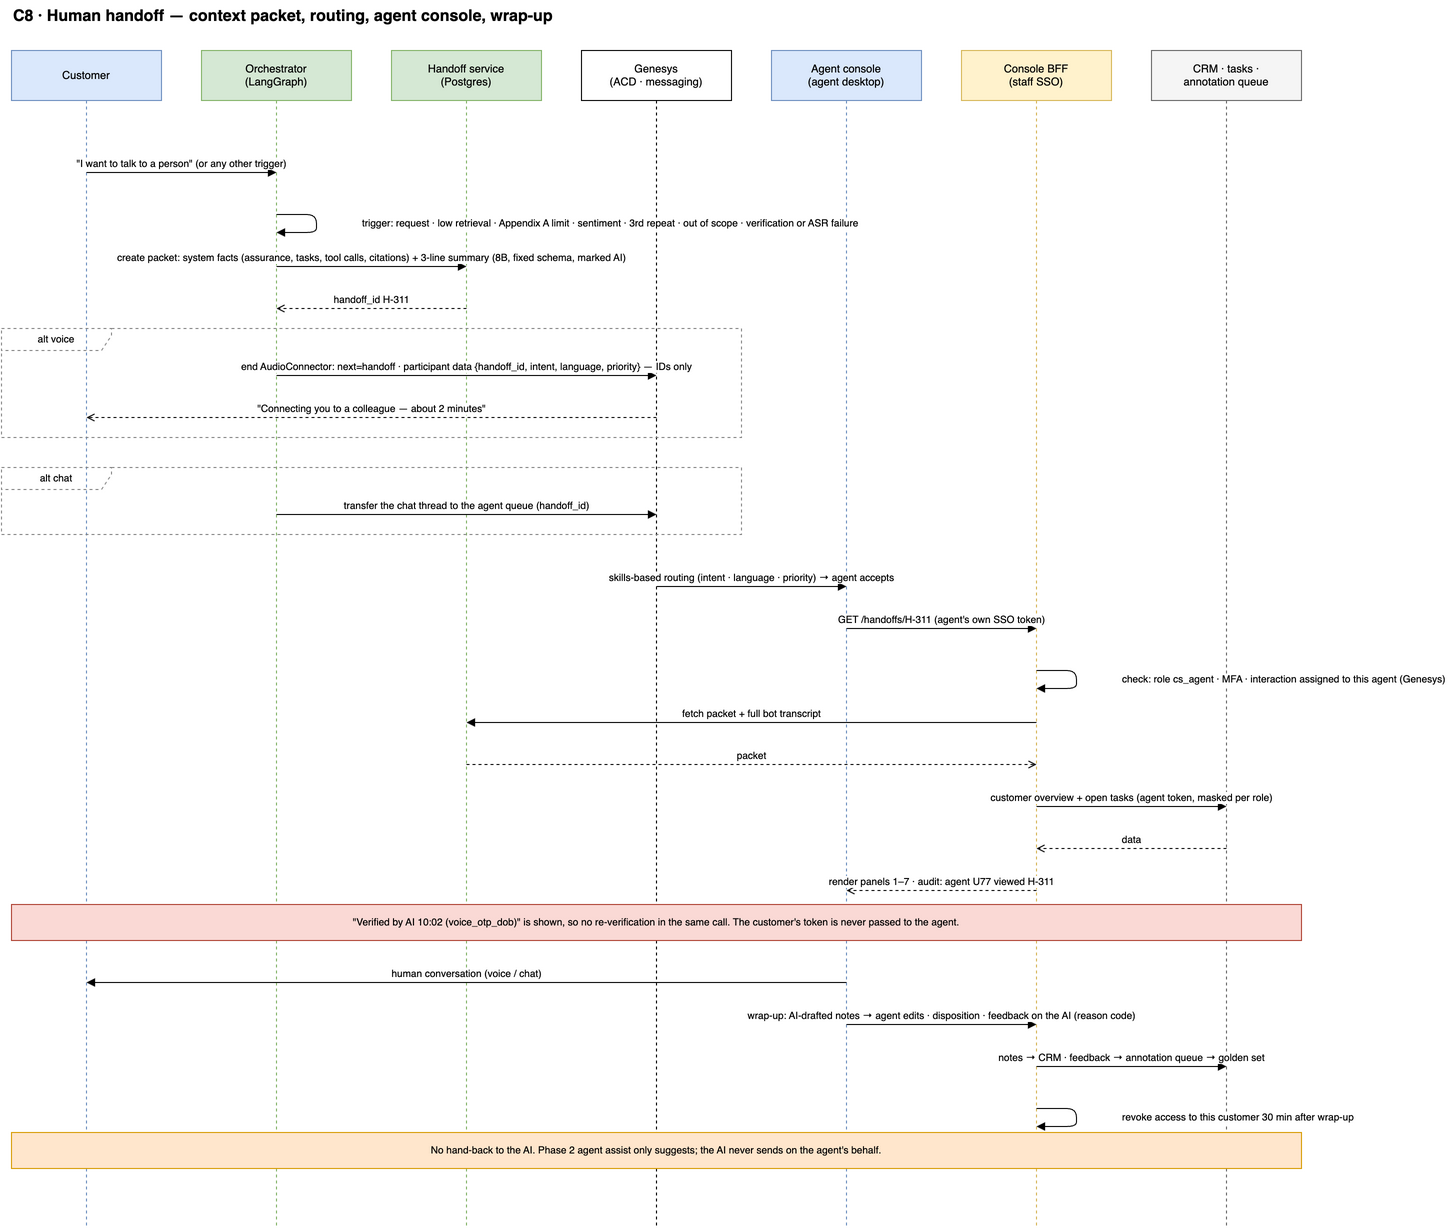 C8 · Human handoff — context packet, routing, agent console, wrap-up
Customer
Orchestrator
(LangGraph)
Handoff service
(Postgres)
Genesys
(ACD · messaging)
Agent console
(agent desktop)
Console BFF
(staff SSO)
CRM · tasks ·
annotation queue
"I want to talk to a person" (or any other trigger)
trigger: request · low retrieval · Appendix A limit · sentiment · 3rd repeat · out of scope · verification or ASR failure
create packet: system facts (assurance, tasks, tool calls, citations) + 3-line summary (8B, fixed schema, marked AI)
handoff_id H-311
alt voice
end AudioConnector: next=handoff · participant data {handoff_id, intent, language, priority} — IDs only
"Connecting you to a colleague — about 2 minutes"
alt chat
transfer the chat thread to the agent queue (handoff_id)
skills-based routing (intent · language · priority) → agent accepts
GET /handoffs/H-311 (agent's own SSO token)
check: role cs_agent · MFA · interaction assigned to this agent (Genesys)
fetch packet + full bot transcript
packet
customer overview + open tasks (agent token, masked per role)
data
render panels 1–7 · audit: agent U77 viewed H-311
"Verified by AI 10:02 (voice_otp_dob)" is shown, so no re-verification in the same call. The customer's token is never passed to the agent.
human conversation (voice / chat)
wrap-up: AI-drafted notes → agent edits · disposition · feedback on the AI (reason code)
notes → CRM · feedback → annotation queue → golden set
revoke access to this customer 30 min after wrap-up
No hand-back to the AI. Phase 2 agent assist only suggests; the AI never sends on the agent's behalf.